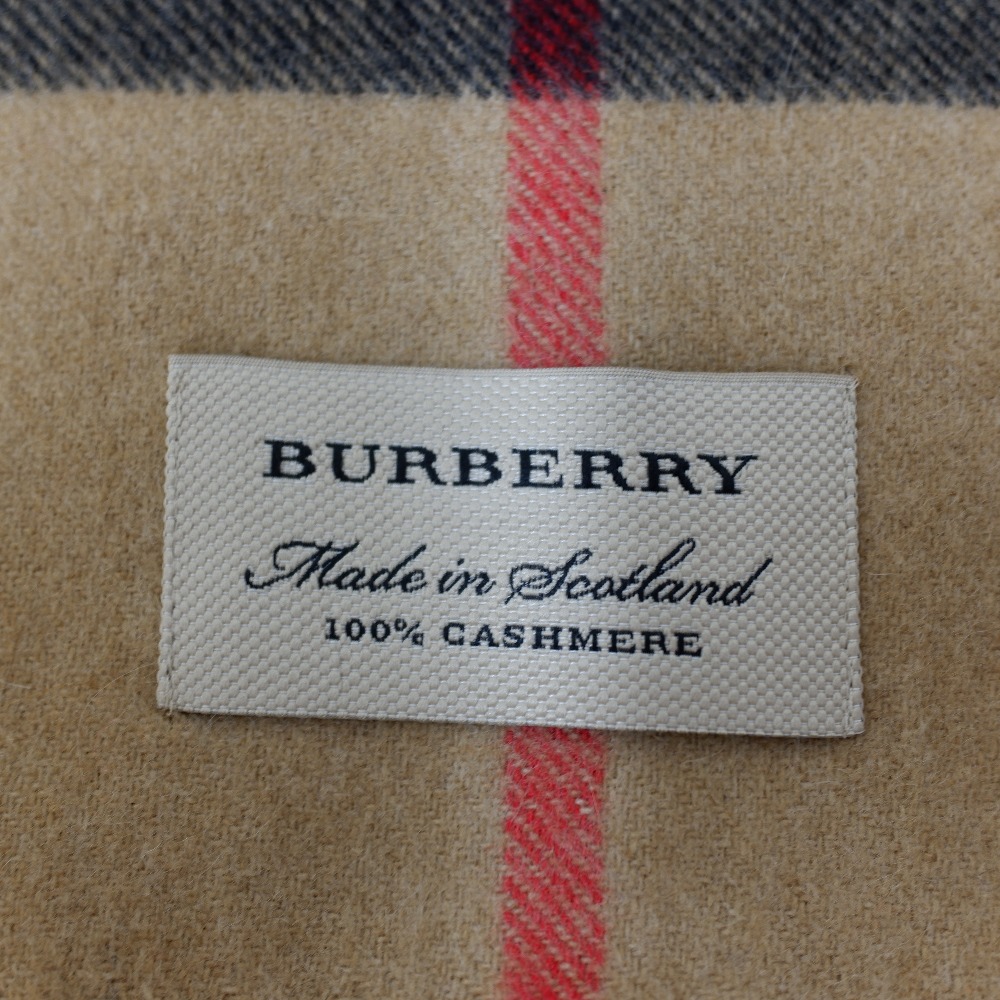 BURBERRY
Made in Scotland
100% CASHMERE